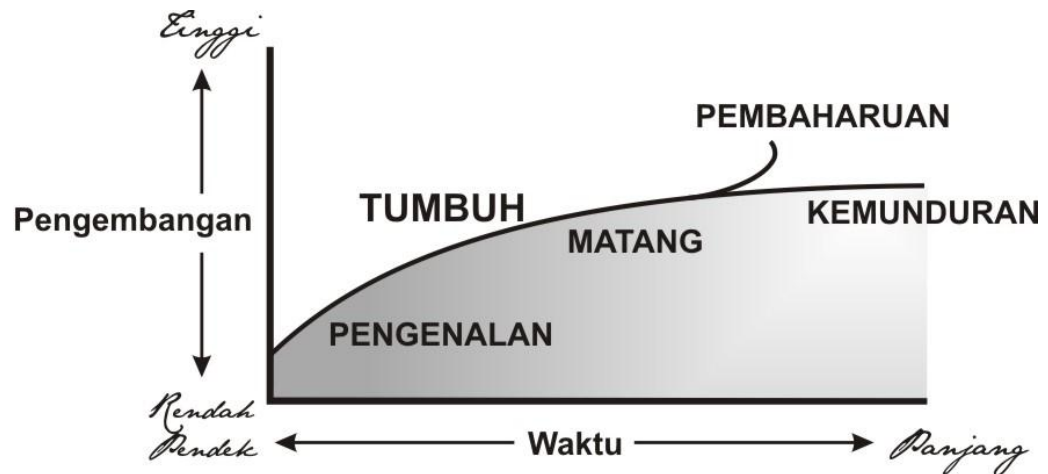 Tinggi
PEMBAHARUAN
TUMBUH
Pengembangan
KEMUNDURAN
MATANG
PENGENALAN
Rendah
Pendek
Waktu
Panjang